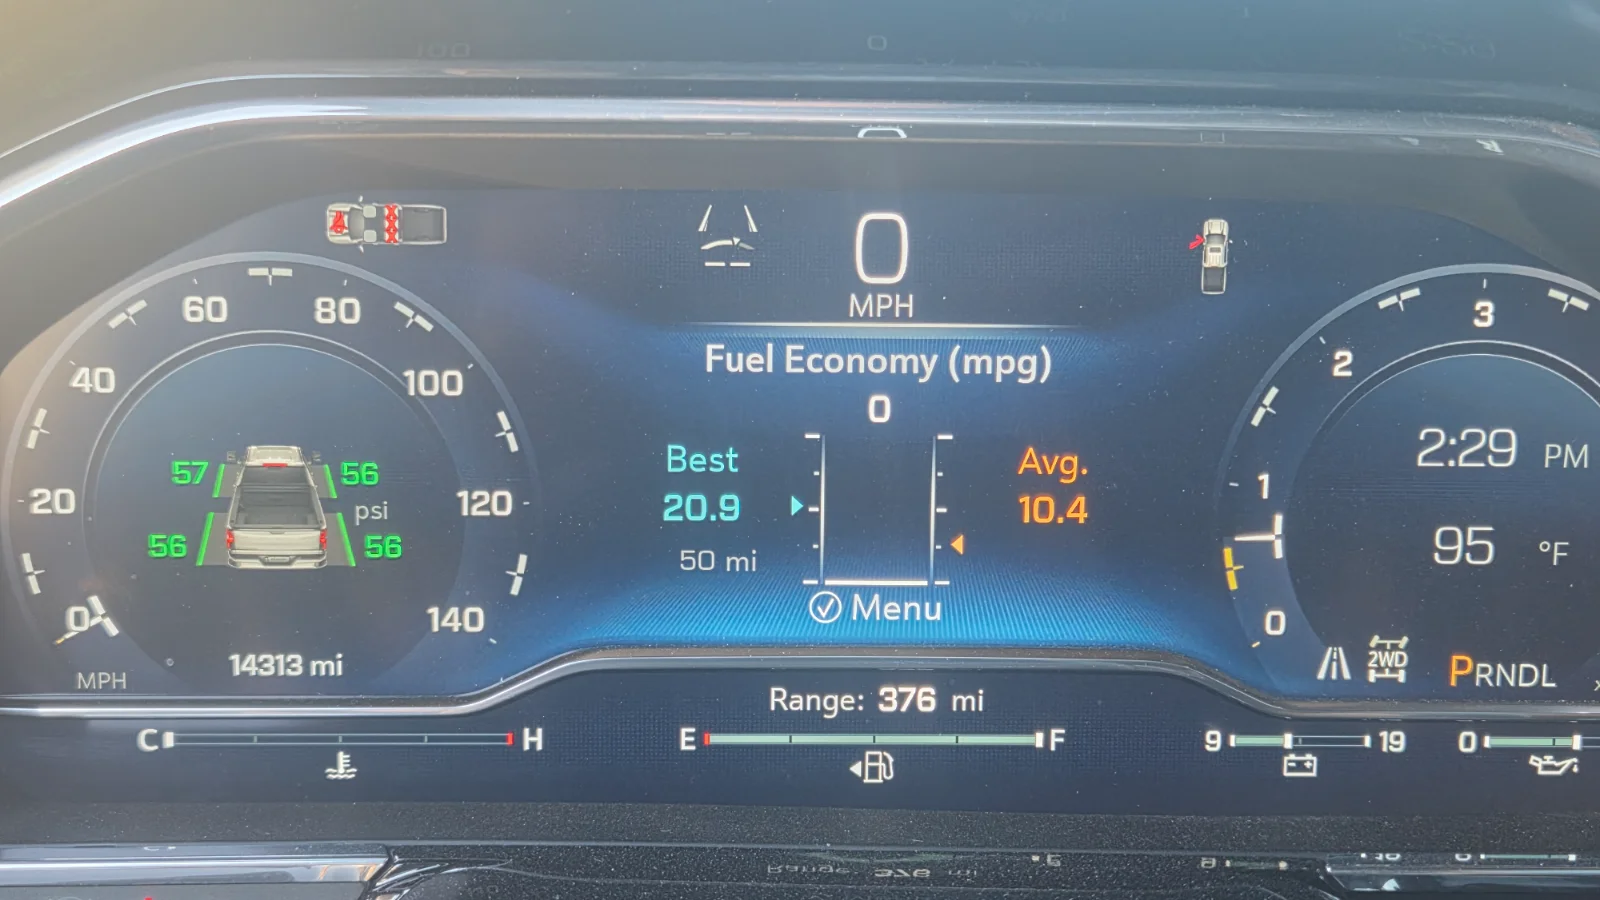 0
MPH
60
80
40
100
20
120
0
140
MPH
57
56
psi
56
56
14313 mi
Fuel Economy (mpg)
0
Best
20.9
50 mi
Avg.
10.4
Menu
3
2
1
0
2:29 PM
95 °F
2WD
PRNDL
Range: 376 mi
C
H
E
F
9
19
0